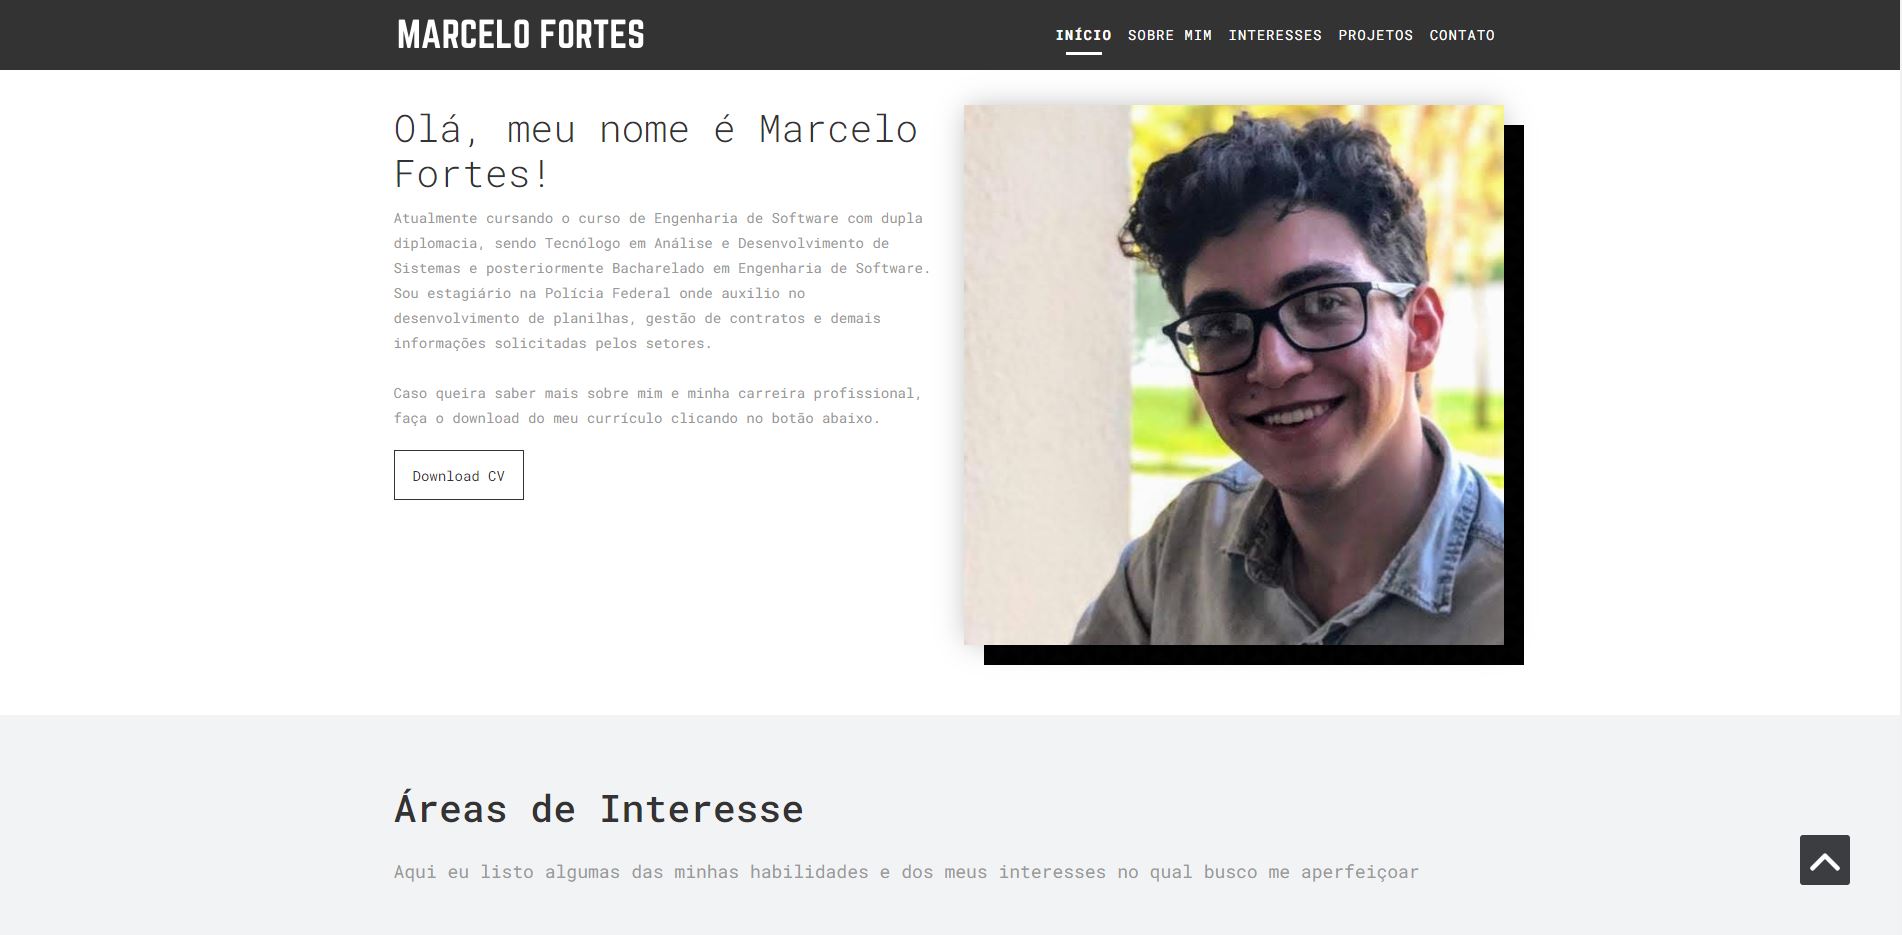 MARCELO FORTES
INÍCIO SOBRE MIM INTERESSES PROJETOS CONTATO
Olá, meu nome é Marcelo
Fortes!
Atualmente cursando o curso de Engenharia de Software com dupla
diplomacia, sendo Tecnólogo em Análise e Desenvolvimento de
Sistemas e posteriormente Bacharelado em Engenharia de Software.
Sou estagiário na Polícia Federal onde auxilio no
desenvolvimento de planilhas, gestão de contratos e demais
informações solicitadas pelos setores.
Caso queira saber mais sobre mim e minha carreira profissional,
faça o download do meu currículo clicando no botão abaixo.
Download CV
Áreas de Interesse
Aqui eu listo algumas das minhas habilidades e dos meus interesses no qual busco me aperfeiçoar